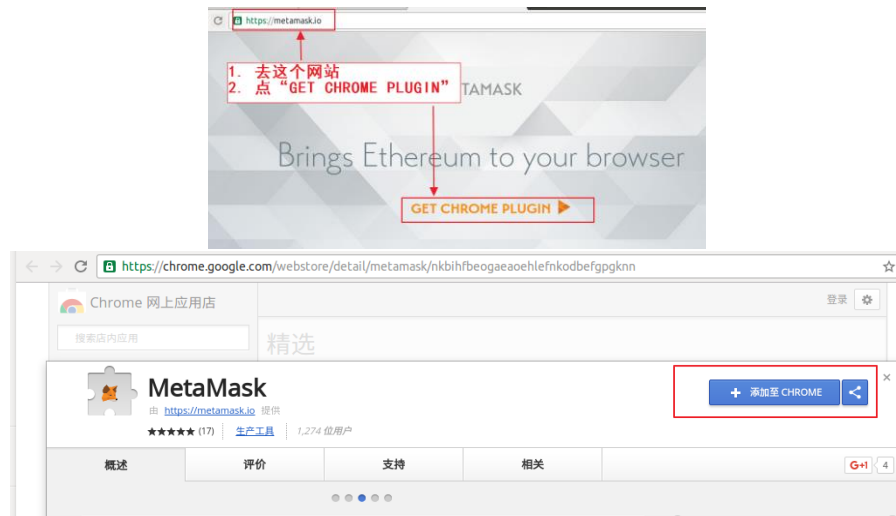 https://metamask.io
1. 去这个网站
2. 点“GET CHROME PLUGIN”
TAMASK
Brings Ethereum to your browser
GET CHROME PLUGIN
https://chrome.google.com/webstore/detail/metamask/nkbihfbeogaeaoehlefnkodbefgpgknn
Chrome 网上应用店
登录
搜索店内应用
精选
MetaMask
添加至 CHROME
由 https://metamask.io 提供
★★★★★ (17) 生产工具 1,274 位用户
概述 评价 支持 相关 G+1 4